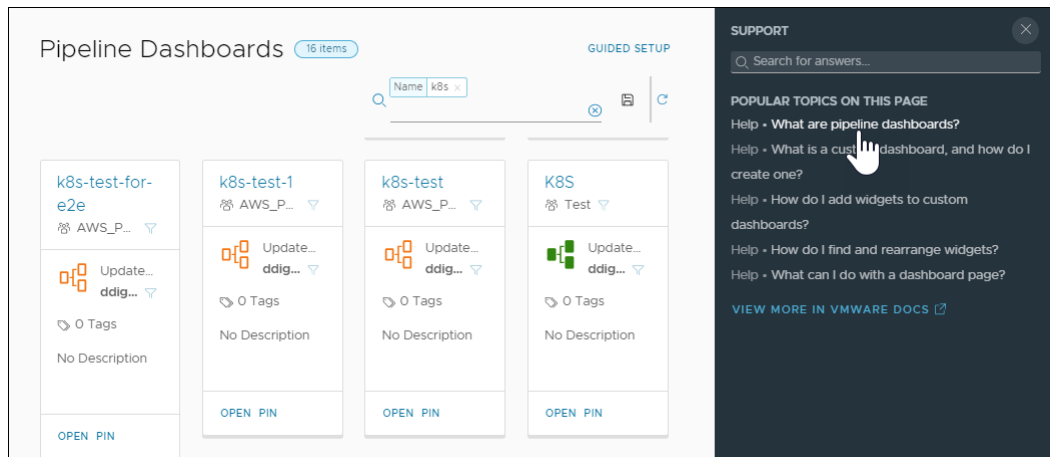 Pipeline Dashboards 16 items
GUIDED SETUP
Name k8s ×
k8s-test-for-
e2e
AWS_P...
Update...
ddig...
0 Tags
No Description
OPEN PIN
k8s-test-1
AWS_P...
Update...
ddig...
0 Tags
No Description
OPEN PIN
k8s-test
AWS_P...
Update...
ddig...
0 Tags
No Description
OPEN PIN
K8S
Test
Update...
ddig...
0 Tags
No Description
OPEN PIN
SUPPORT
Search for answers...
POPULAR TOPICS ON THIS PAGE
Help • What are pipeline dashboards?
Help • What is a custom dashboard, and how do I
create one?
Help • How do I add widgets to custom
dashboards?
Help • How do I find and rearrange widgets?
Help • What can I do with a dashboard page?
VIEW MORE IN VMWARE DOCS